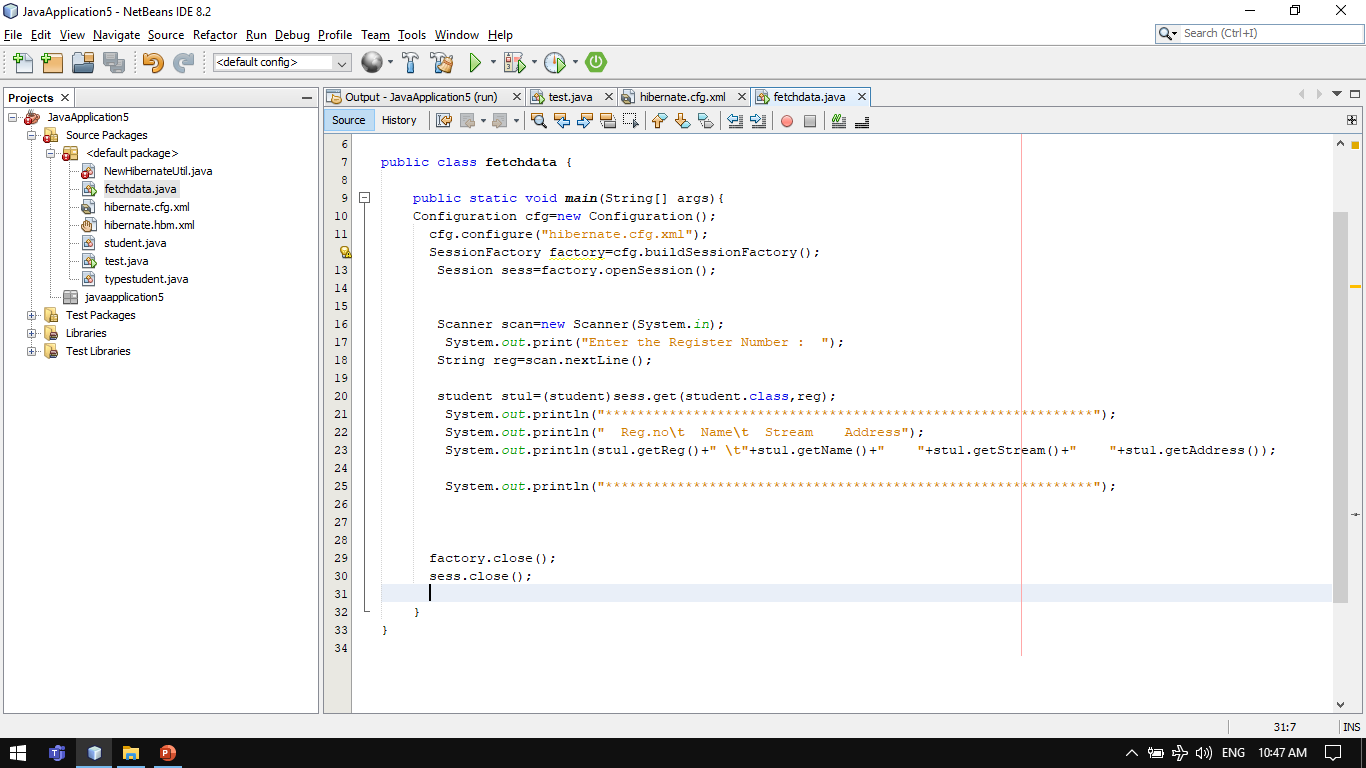 JavaApplication5 - NetBeans IDE 8.2
File Edit View Navigate Source Refactor Run Debug Profile Team Tools Window Help
Search (Ctrl+I)
<default config>
Projects
JavaApplication5
Source Packages
<default package>
NewHibernateUtil.java
fetchdata.java
hibernate.cfg.xml
hibernate.hbm.xml
student.java
test.java
typestudent.java
javaapplication5
Test Packages
Libraries
Test Libraries
Output - JavaApplication5 (run) test.java hibernate.cfg.xml fetchdata.java
Source History
6
7 public class fetchdata {
8
9 public static void main(String[] args){
10 Configuration cfg=new Configuration();
11 cfg.configure("hibernate.cfg.xml");
SessionFactory factory=cfg.buildSessionFactory();
13 Session sess=factory.openSession();
14
15
16 Scanner scan=new Scanner(System.in);
17 System.out.print("Enter the Register Number :  ");
18 String reg=scan.nextLine();
19
20 student stu1=(student)sess.get(student.class,reg);
21 System.out.println("*************************************************************");
22 System.out.println("  Reg.no\t  Name\t  Stream    Address");
23 System.out.println(stu1.getReg()+" \t"+stu1.getName()+"    "+stu1.getStream()+"    "+stu1.getAddress());
24
25 System.out.println("*************************************************************");
26
27
28
29 factory.close();
30 sess.close();
31
32 }
33 }
34
31:7 INS
ENG 10:47 AM